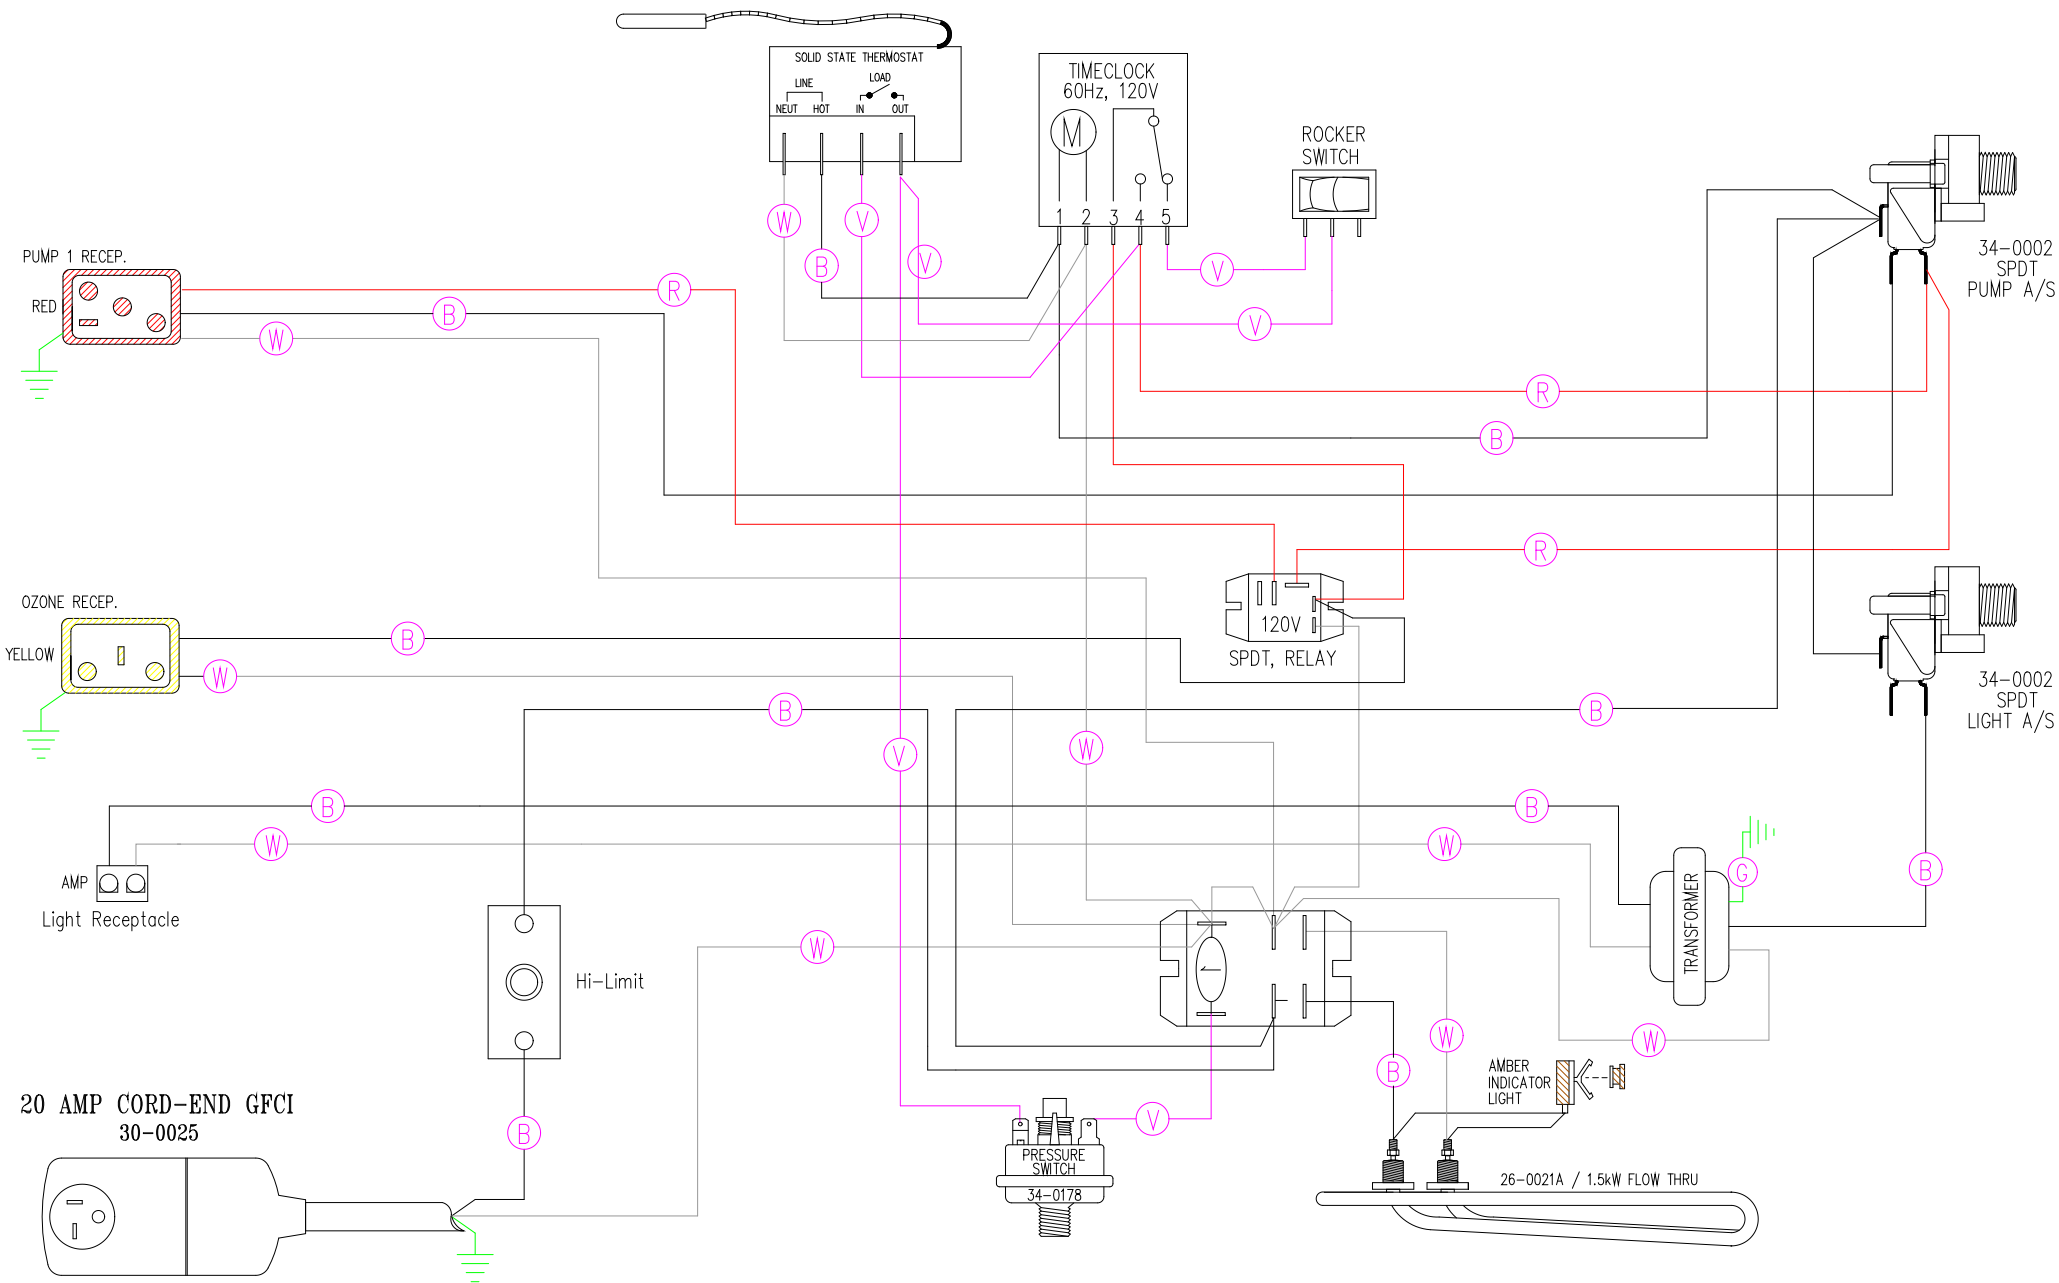 SOLID STATE THERMOSTAT
LINE
LOAD
NEUT
HOT
IN
OUT
TIMECLOCK
60Hz, 120V
M
1
2
3
4
5
ROCKER
SWITCH
W
V
B
V
V
V
34-0002
SPDT
PUMP A/S
PUMP 1 RECEP.
RED
R
B
W
R
B
R
OZONE RECEP.
YELLOW
B
W
120V
SPDT, RELAY
34-0002
SPDT
LIGHT A/S
B
V
W
B
B
B
W
W
AMP
Light Receptacle
TRANSFORMER
G
B
Hi-Limit
W
W
W
B
20 AMP CORD-END GFCI
30-0025
B
V
PRESSURE
SWITCH
34-0178
AMBER
INDICATOR
LIGHT
26-0021A / 1.5kW FLOW THRU